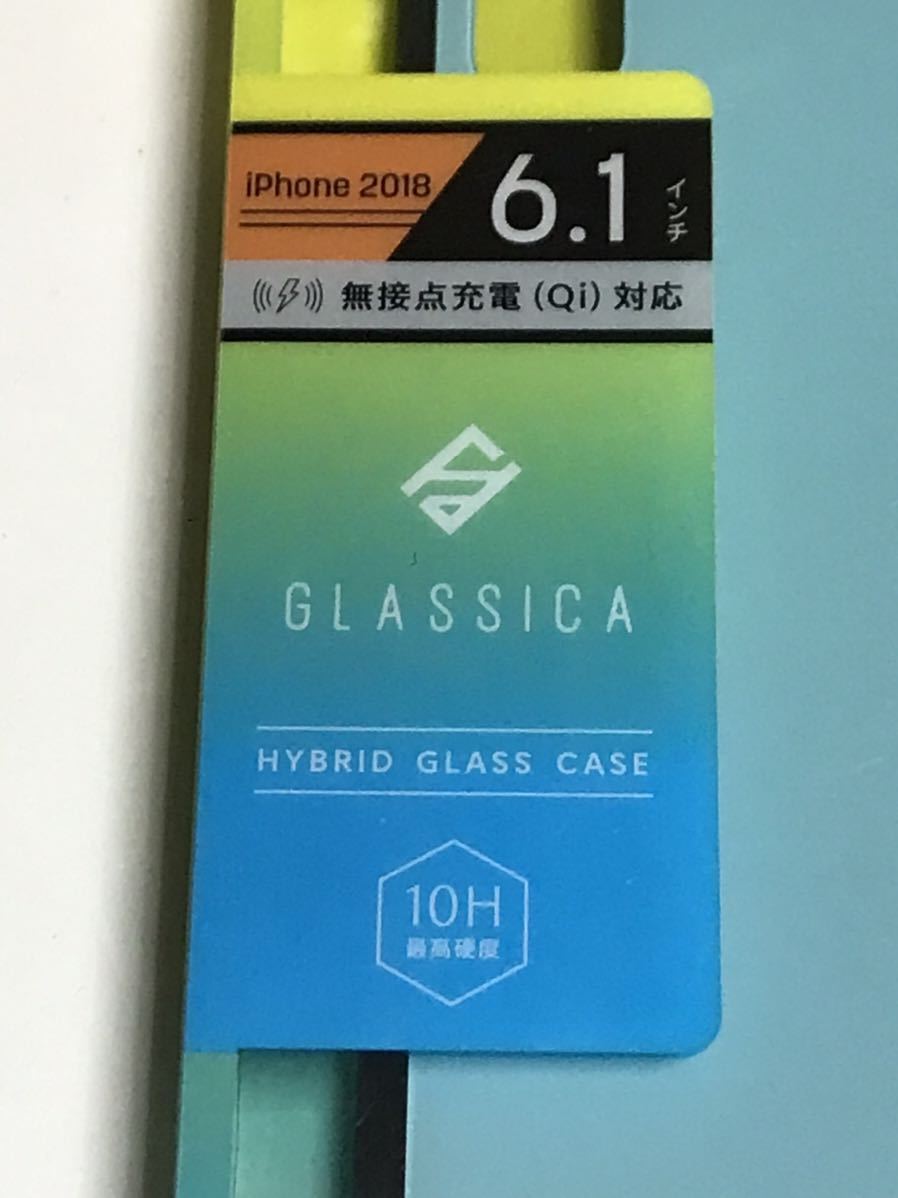 iPhone 2018
6.1 インチ
無接点充電(Qi)対応
GLASSICA
HYBRID GLASS CASE
10H
最高硬度